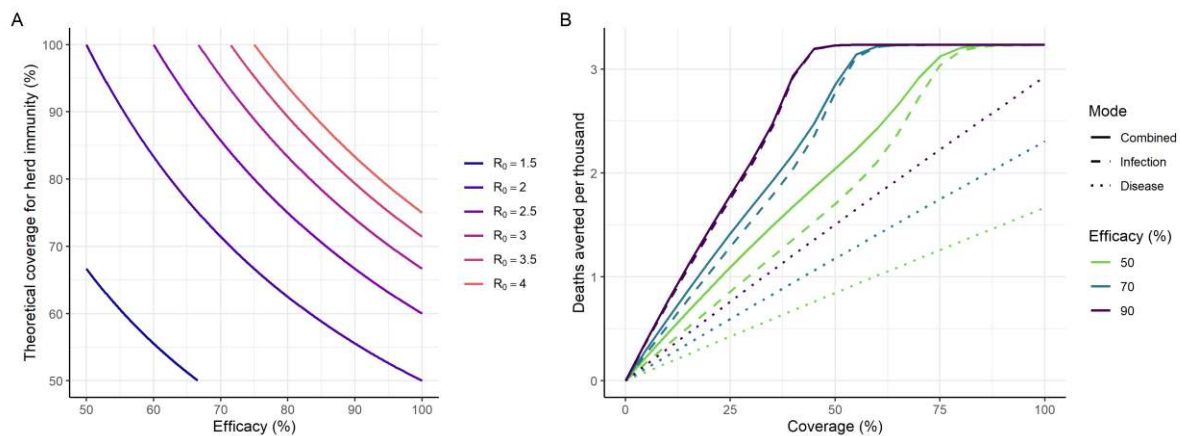 A
Theoretical coverage for herd immunity (%)
100
90
80
70
60
50
50 60 70 80 90 100
Efficacy (%)
R₀ = 1.5
R₀ = 2
R₀ = 2.5
R₀ = 3
R₀ = 3.5
R₀ = 4
B
Deaths averted per thousand
3
2
1
0
0 25 50 75 100
Coverage (%)
Mode
Combined
Infection
Disease
Efficacy (%)
50
70
90